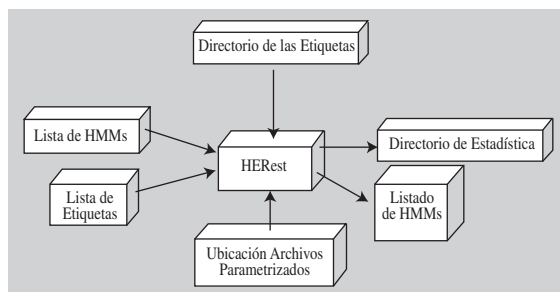 Directorio de las Etiquetas
Lista de HMMs
HERest
Directorio de Estadística
Lista de
Etiquetas
Listado
de HMMs
Ubicación Archivos
Parametrizados